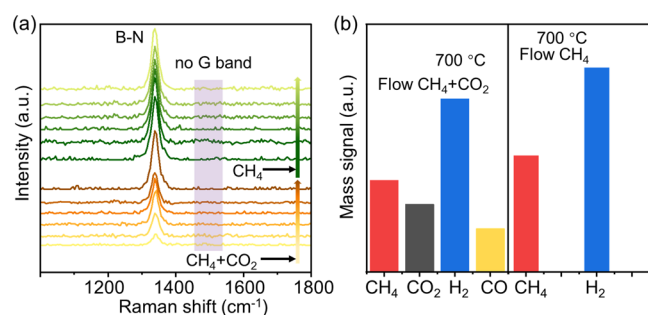 (a)
B-N
no G band
CH₄
CH₄+CO₂
Intensity (a.u.)
1200 1400 1600 1800
Raman shift (cm⁻¹)
(b)
700 °C
Flow CH₄+CO₂
700 °C
Flow CH₄
Mass signal (a.u.)
CH₄ CO₂ H₂ CO CH₄ H₂